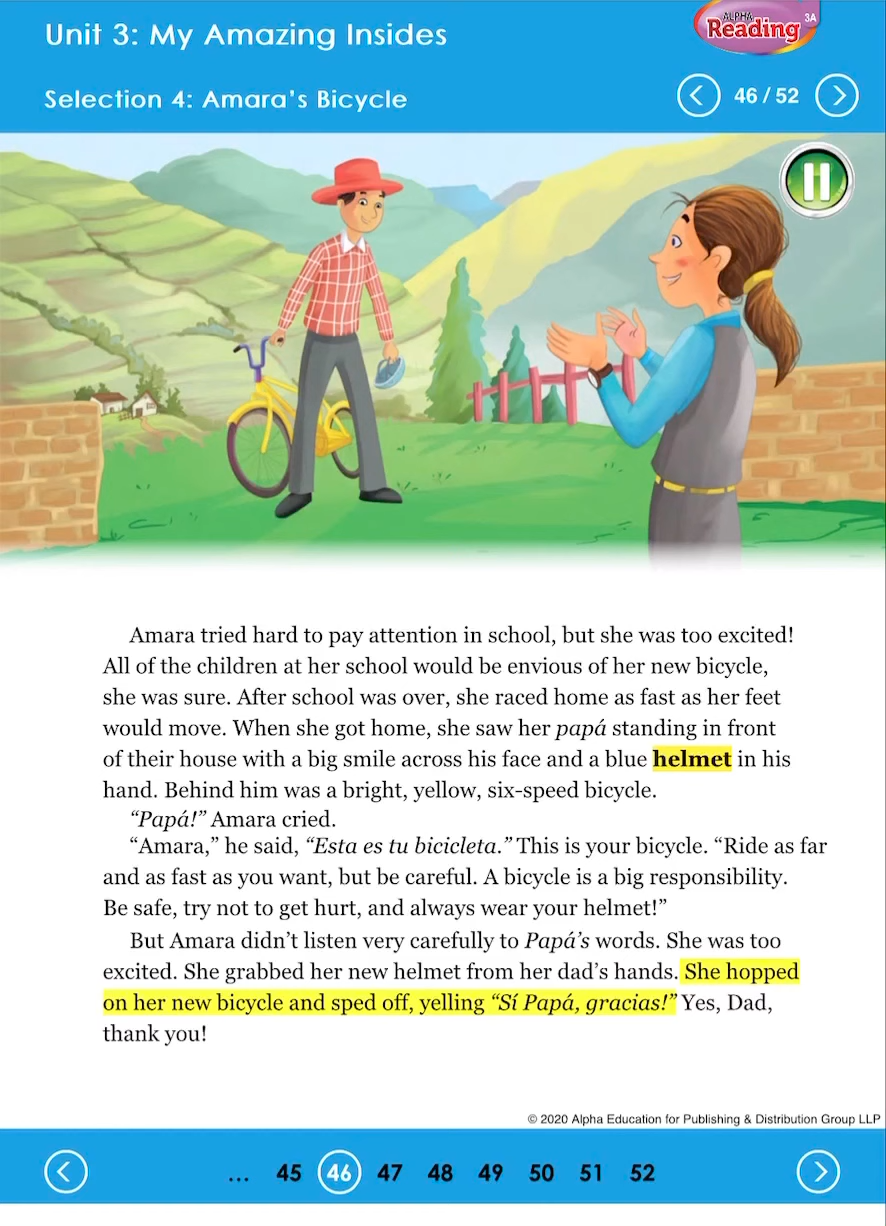 Unit 3: My Amazing Insides
ALPHA
Reading
3A
Selection 4: Amara's Bicycle
46 / 52
Amara tried hard to pay attention in school, but she was too excited!
All of the children at her school would be envious of her new bicycle,
she was sure. After school was over, she raced home as fast as her feet
would move. When she got home, she saw her papá standing in front
of their house with a big smile across his face and a blue helmet in his
hand. Behind him was a bright, yellow, six-speed bicycle.
“Papá!” Amara cried.
“Amara,” he said, “Esta es tu bicicleta.” This is your bicycle. “Ride as far
and as fast as you want, but be careful. A bicycle is a big responsibility.
Be safe, try not to get hurt, and always wear your helmet!”
But Amara didn’t listen very carefully to Papá’s words. She was too
excited. She grabbed her new helmet from her dad’s hands. She hopped
on her new bicycle and sped off, yelling “Sí Papá, gracias!” Yes, Dad,
thank you!
© 2020 Alpha Education for Publishing & Distribution Group LLP
... 45 46 47 48 49 50 51 52